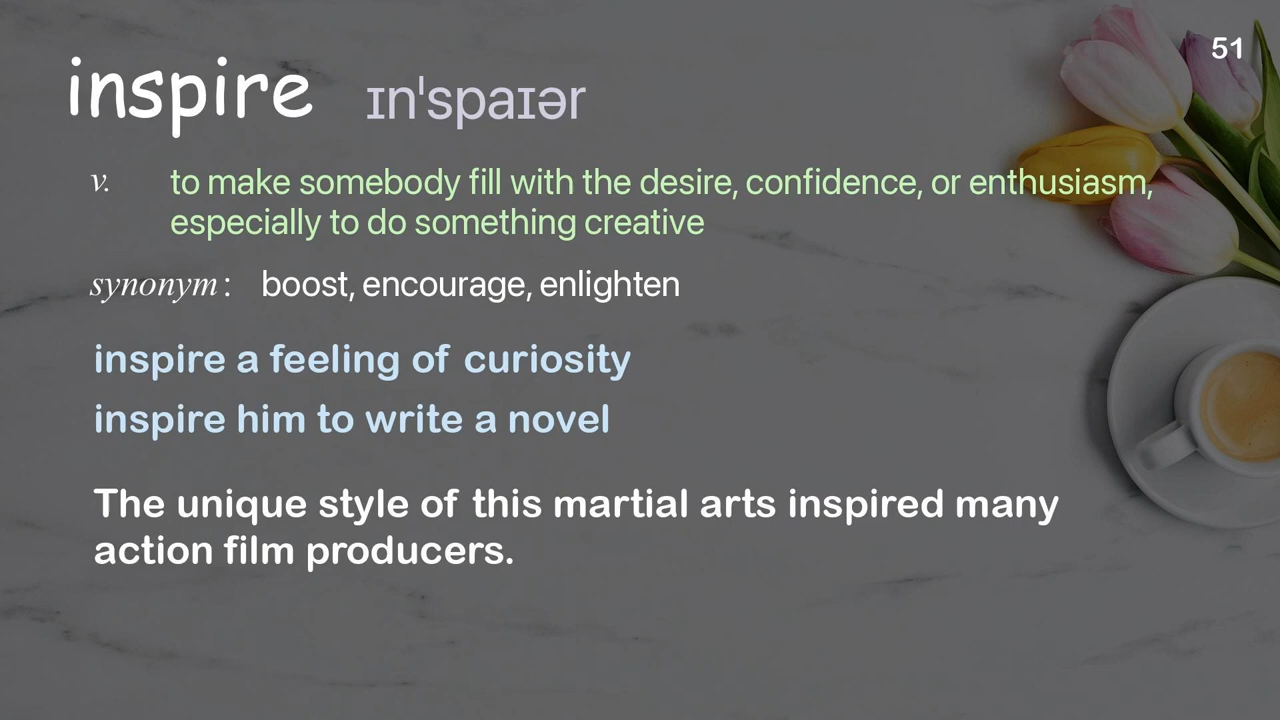 51
inspire ɪn'spaɪər
v. to make somebody fill with the desire, confidence, or enthusiasm,
especially to do something creative
synonym: boost, encourage, enlighten
inspire a feeling of curiosity
inspire him to write a novel
The unique style of this martial arts inspired many
action film producers.